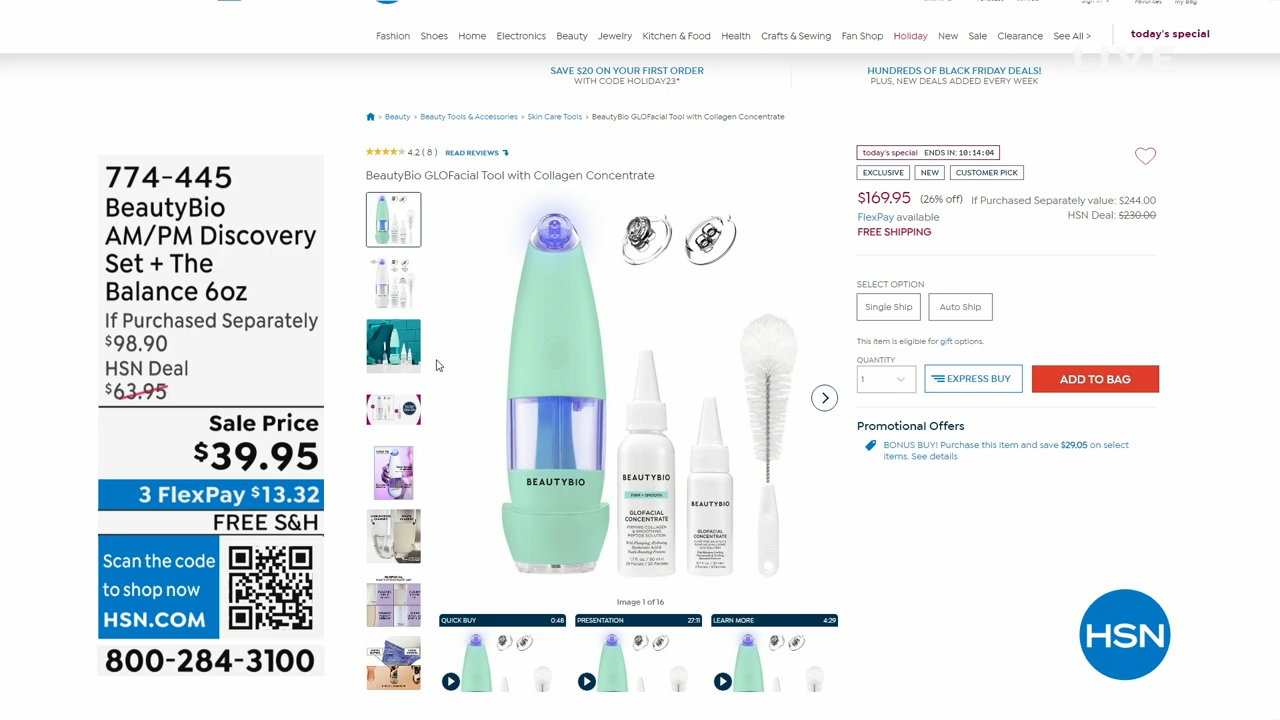 Fashion Shoes Home Electronics Beauty Jewelry Kitchen & Food Health Crafts & Sewing Fan Shop Holiday New Sale Clearance See All > today's special
LIVE
SAVE $20 ON YOUR FIRST ORDER
WITH CODE HOLIDAY23*
HUNDREDS OF BLACK FRIDAY DEALS!
PLUS, NEW DEALS ADDED EVERY WEEK
> Beauty > Beauty Tools & Accessories > Skin Care Tools > BeautyBio GLOFacial Tool with Collagen Concentrate
4.2 ( 8 ) READ REVIEWS
BeautyBio GLOFacial Tool with Collagen Concentrate
774-445
BeautyBio
AM/PM Discovery
Set + The
Balance 6oz
If Purchased Separately
$98.90
HSN Deal
$63.95
Sale Price
$39.95
3 FlexPay $13.32
FREE S&H
Scan the code
to shop now
HSN.COM
800-284-3100
BEAUTYBIO
BEAUTYBIO
FIRM + SMOOTH
GLOFACIAL
CONCENTRATE
FIRMING COLLAGEN
& SMOOTHING
PEPTIDE SOLUTION
BEAUTYBIO
GLOFACIAL
CONCENTRATE
Image 1 of 16
QUICK BUY 0:48
PRESENTATION 27:11
LEARN MORE 4:29
today's special ENDS IN: 10:14:04
EXCLUSIVE NEW CUSTOMER PICK
$169.95 (26% off) If Purchased Separately value: $244.00
FlexPay available HSN Deal: $230.00
FREE SHIPPING
SELECT OPTION
Single Ship Auto Ship
This item is eligible for gift options.
QUANTITY
1 EXPRESS BUY ADD TO BAG
Promotional Offers
BONUS BUY! Purchase this item and save $29.05 on select
items. See details
HSN